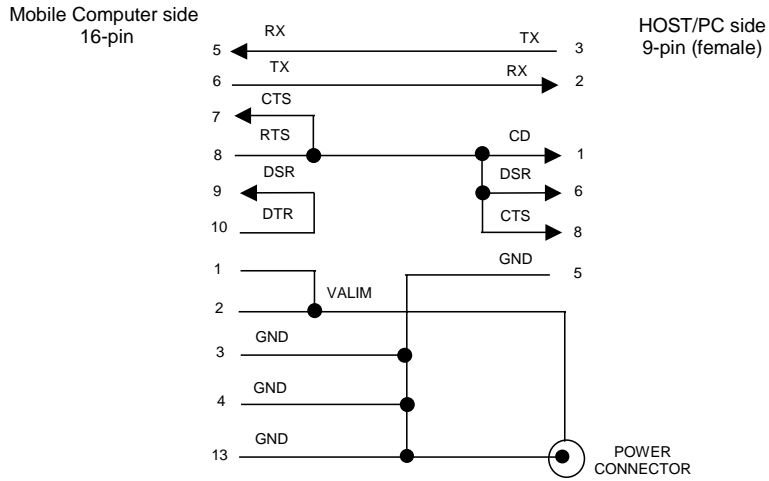 Mobile Computer side
16-pin
HOST/PC side
9-pin (female)
5 RX TX 3
6 TX RX 2
7 CTS
8 RTS CD 1
9 DSR DSR 6
10 DTR CTS 8
1 GND 5
2 VALIM
3 GND
4 GND
13 GND
POWER
CONNECTOR